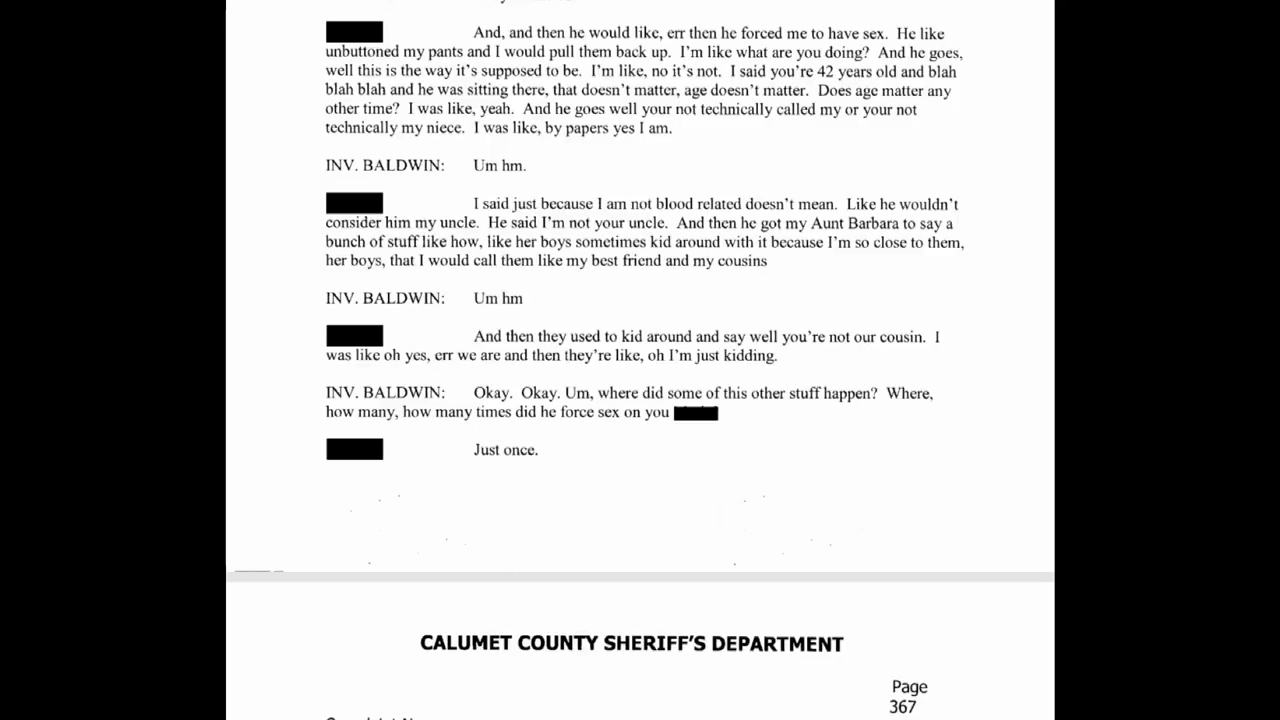 And, and then he would like, err then he forced me to have sex. He like
unbuttoned my pants and I would pull them back up. I'm like what are you doing? And he goes,
well this is the way it's supposed to be. I'm like, no it's not. I said you're 42 years old and blah
blah blah and he was sitting there, that doesn't matter, age doesn't matter. Does age matter any
other time? I was like, yeah. And he goes well your not technically called my or your not
technically my niece. I was like, by papers yes I am.
INV. BALDWIN: Um hm.
I said just because I am not blood related doesn't mean. Like he wouldn't
consider him my uncle. He said I'm not your uncle. And then he got my Aunt Barbara to say a
bunch of stuff like how, like her boys sometimes kid around with it because I'm so close to them,
her boys, that I would call them like my best friend and my cousins
INV. BALDWIN: Um hm
And then they used to kid around and say well you're not our cousin. I
was like oh yes, err we are and then they're like, oh I'm just kidding.
INV. BALDWIN: Okay. Okay. Um, where did some of this other stuff happen? Where,
how many, how many times did he force sex on you
Just once.
CALUMET COUNTY SHERIFF'S DEPARTMENT
Page
367